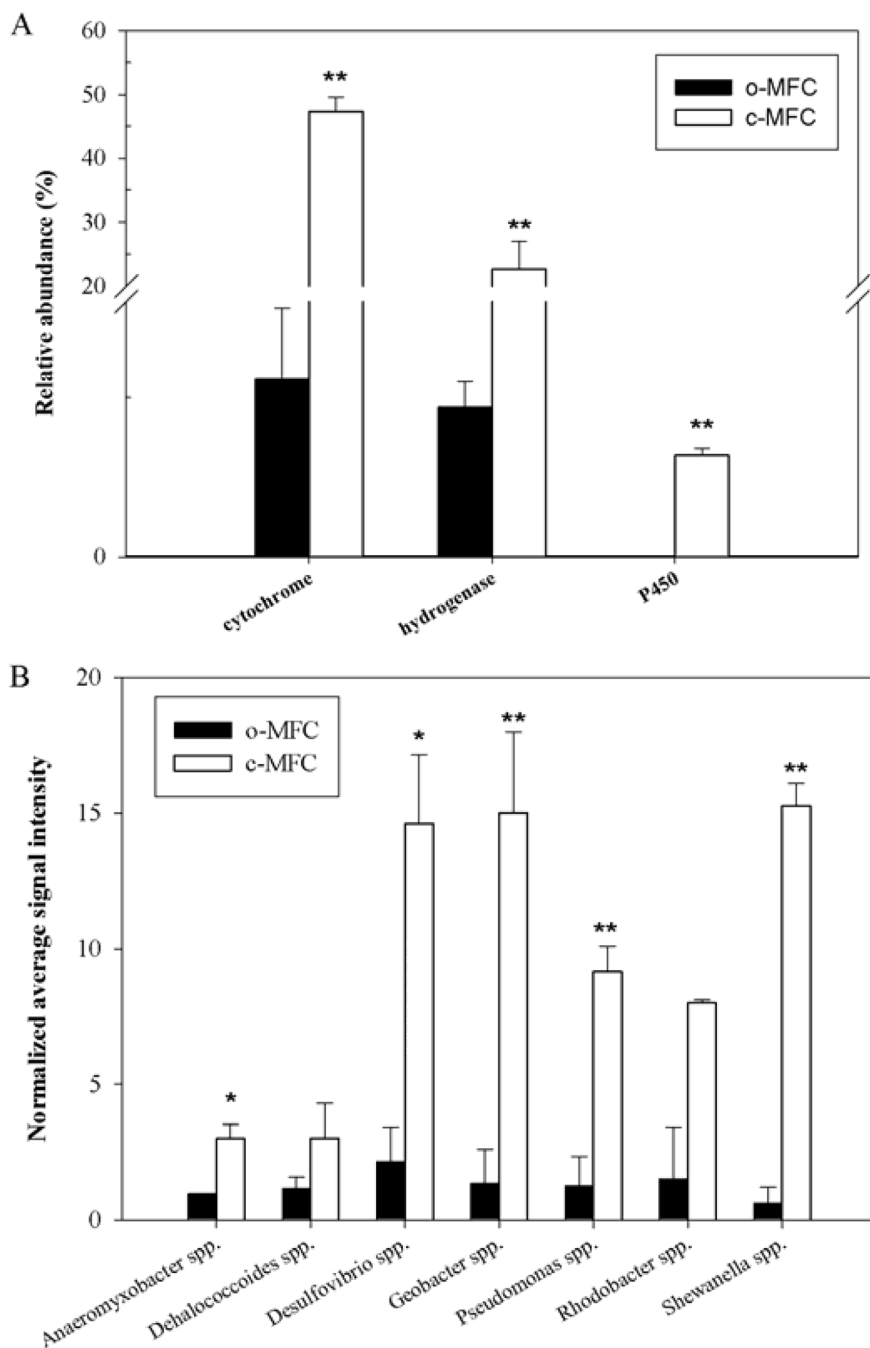 A
60
50
40
30
20
0
Relative abundance (%)
o-MFC
c-MFC
**
**
**
cytochrome
hydrogenase
P450
B
20
15
10
5
0
Normalized average signal intensity
o-MFC
c-MFC
*
*
**
**
**
Anaeromyxobacter spp.
Dehalococcoides spp.
Desulfovibrio spp.
Geobacter spp.
Pseudomonas spp.
Rhodobacter spp.
Shewanella spp.